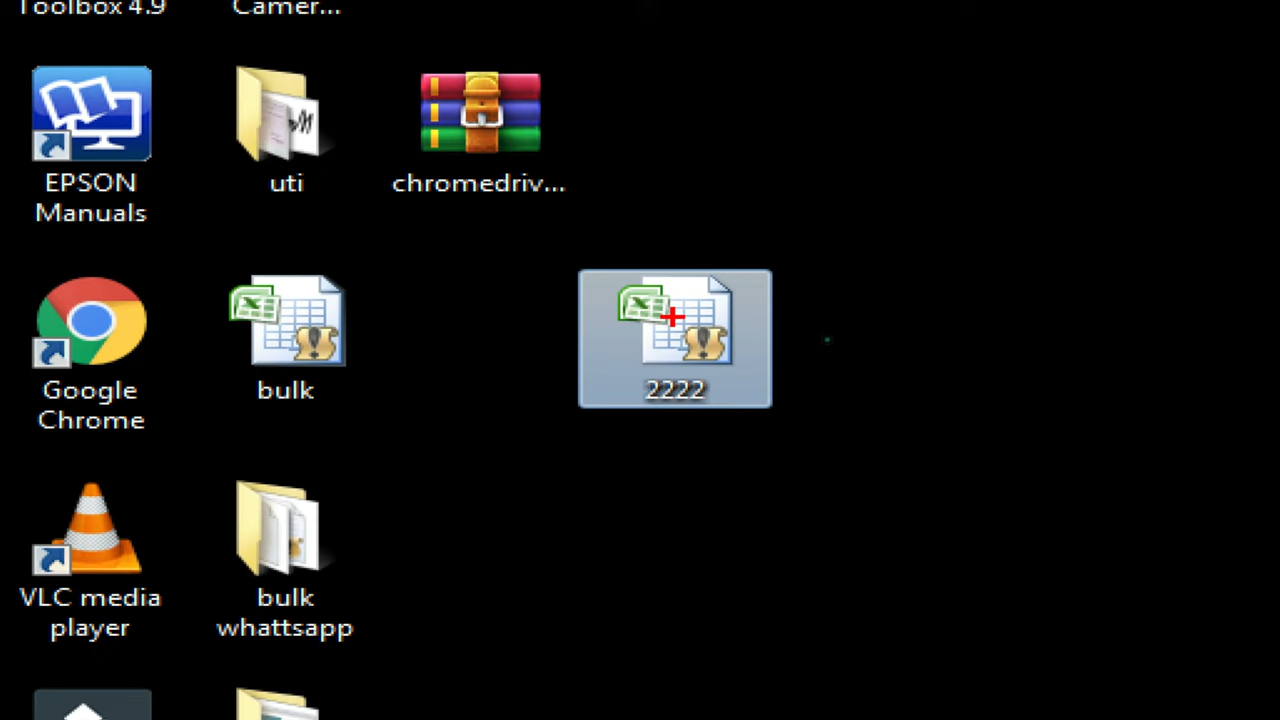 Toolbox 4.9
Camer...
EPSON
Manuals
uti
chromedriv...
Google
Chrome
bulk
2222
VLC media
player
bulk
whattsapp